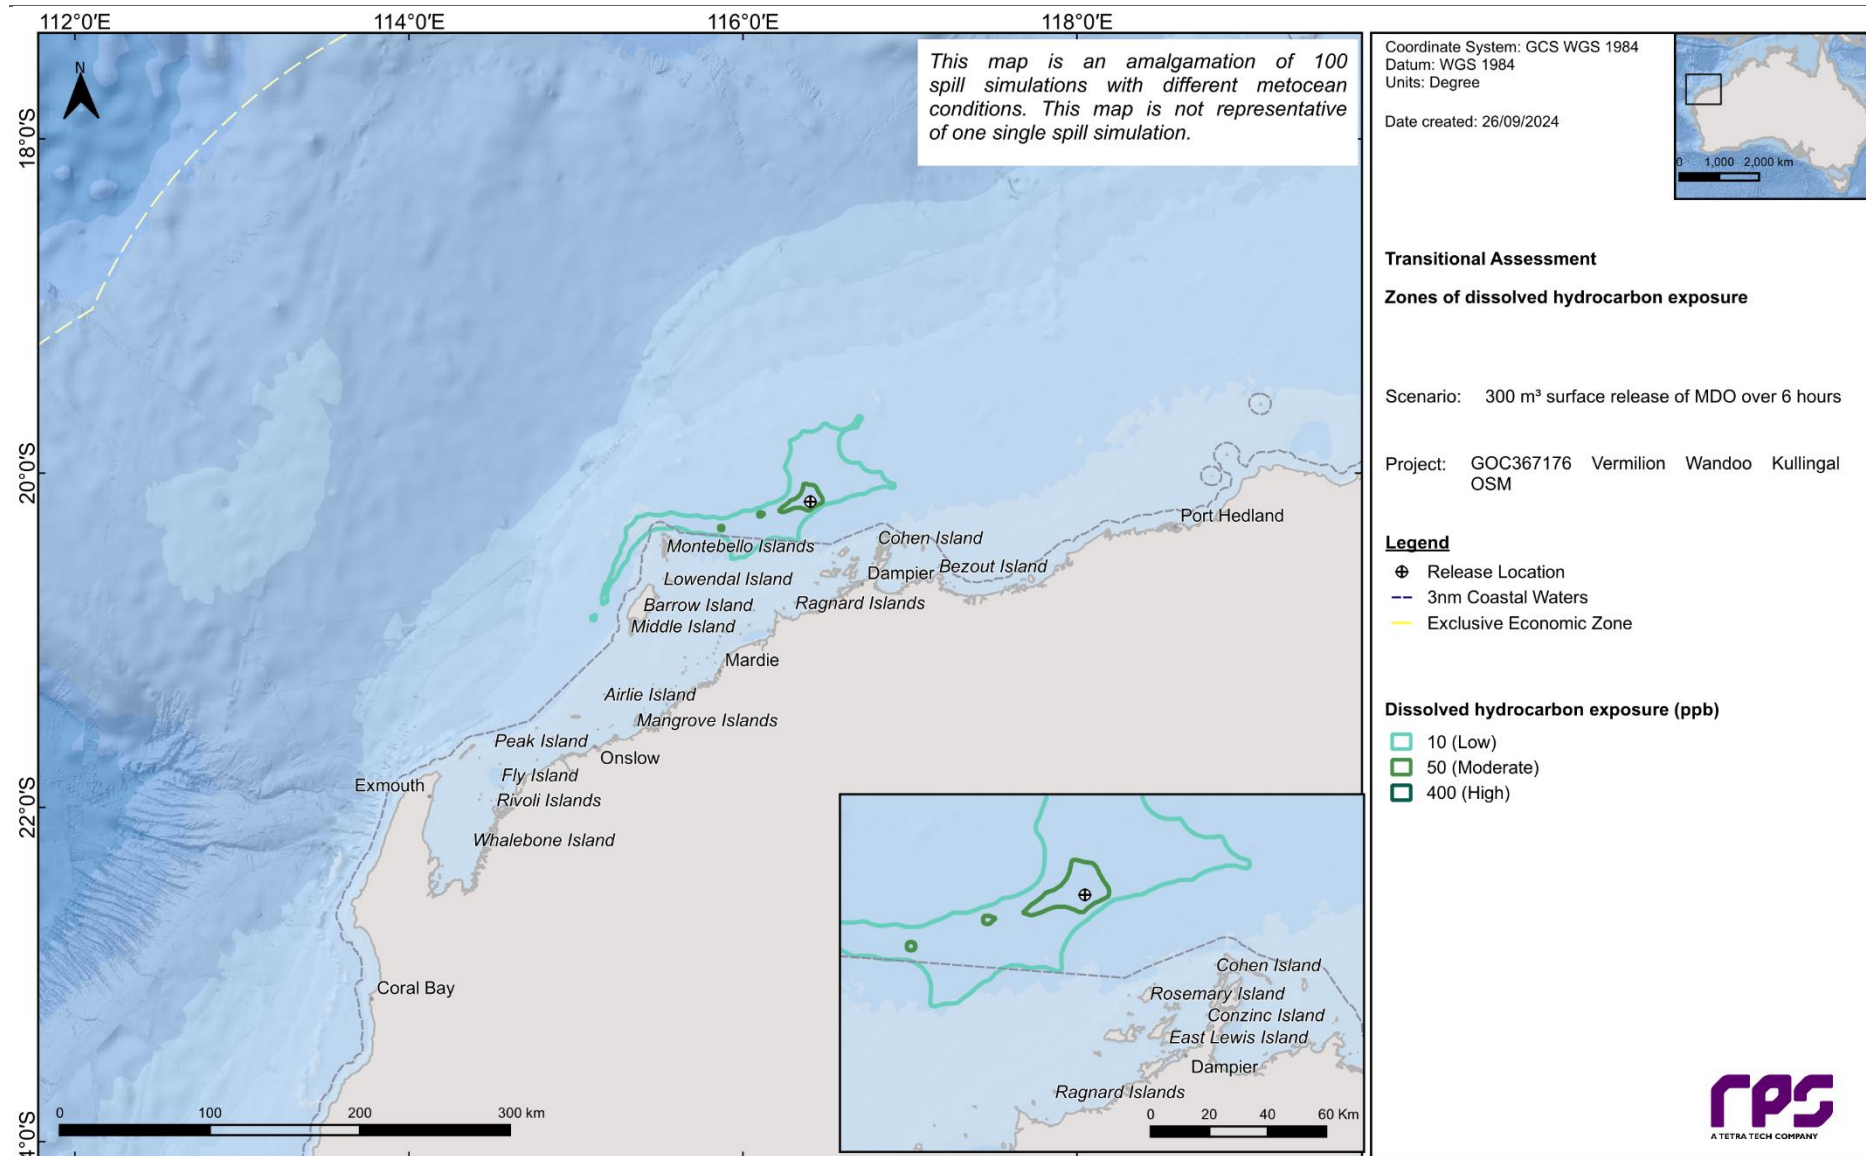 112°0'E
114°0'E
116°0'E
118°0'E
18°0'S
20°0'S
22°0'S
4°0'S
N
This map is an amalgamation of 100
spill simulations with different metocean
conditions. This map is not representative
of one single spill simulation.
Montebello Islands
Cohen Island
Port Hedland
Lowendal Island
Dampier
Bezout Island
Barrow Island
Ragnard Islands
Middle Island
Mardie
Airlie Island
Mangrove Islands
Peak Island
Onslow
Exmouth
Fly Island
Rivoli Islands
Whalebone Island
Coral Bay
0 100 200 300 km
Cohen Island
Rosemary Island
Conzinc Island
East Lewis Island
Dampier
Ragnard Islands
0 20 40 60 Km
Coordinate System: GCS WGS 1984
Datum: WGS 1984
Units: Degree
Date created: 26/09/2024
0 1,000 2,000 km
Transitional Assessment
Zones of dissolved hydrocarbon exposure
Scenario: 300 m³ surface release of MDO over 6 hours
Project: GOC367176 Vermilion Wandoo Kullingal
OSM
Legend
Release Location
3nm Coastal Waters
Exclusive Economic Zone
Dissolved hydrocarbon exposure (ppb)
10 (Low)
50 (Moderate)
400 (High)
rps
A TETRA TECH COMPANY